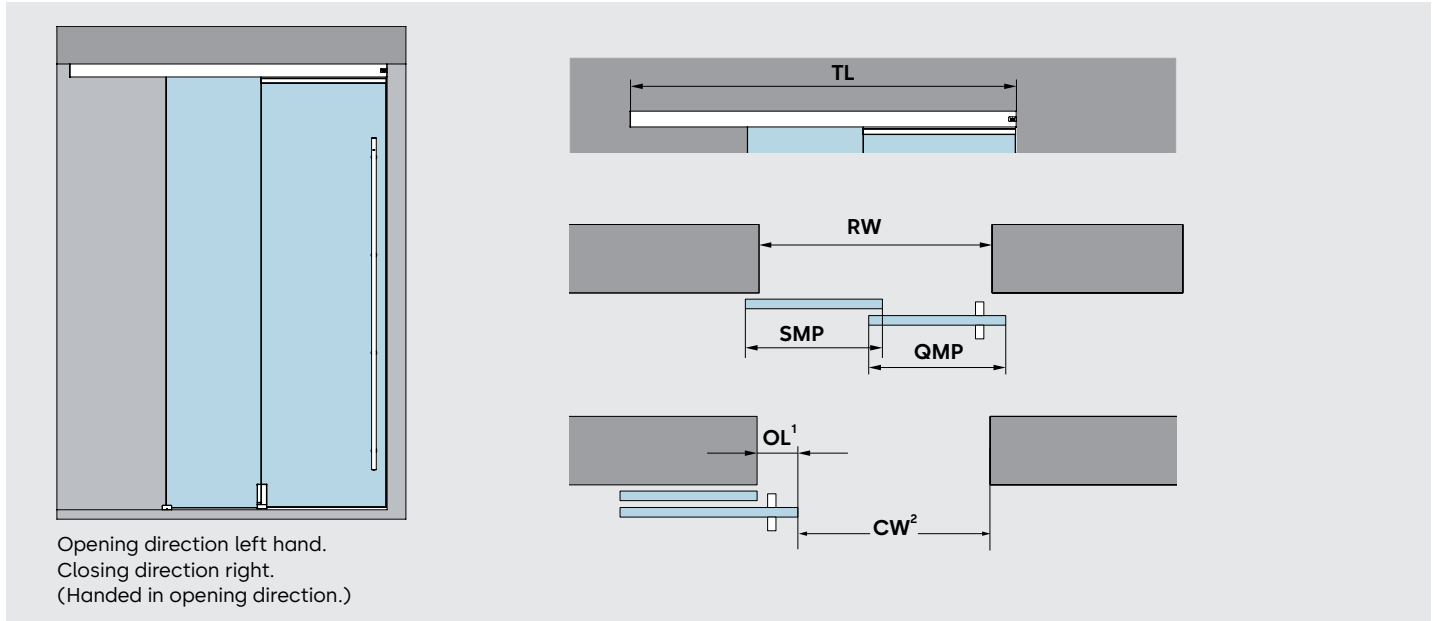 Opening direction left hand.
Closing direction right.
(Handed in opening direction.)
TL
RW
SMP
QMP
OL¹
CW²